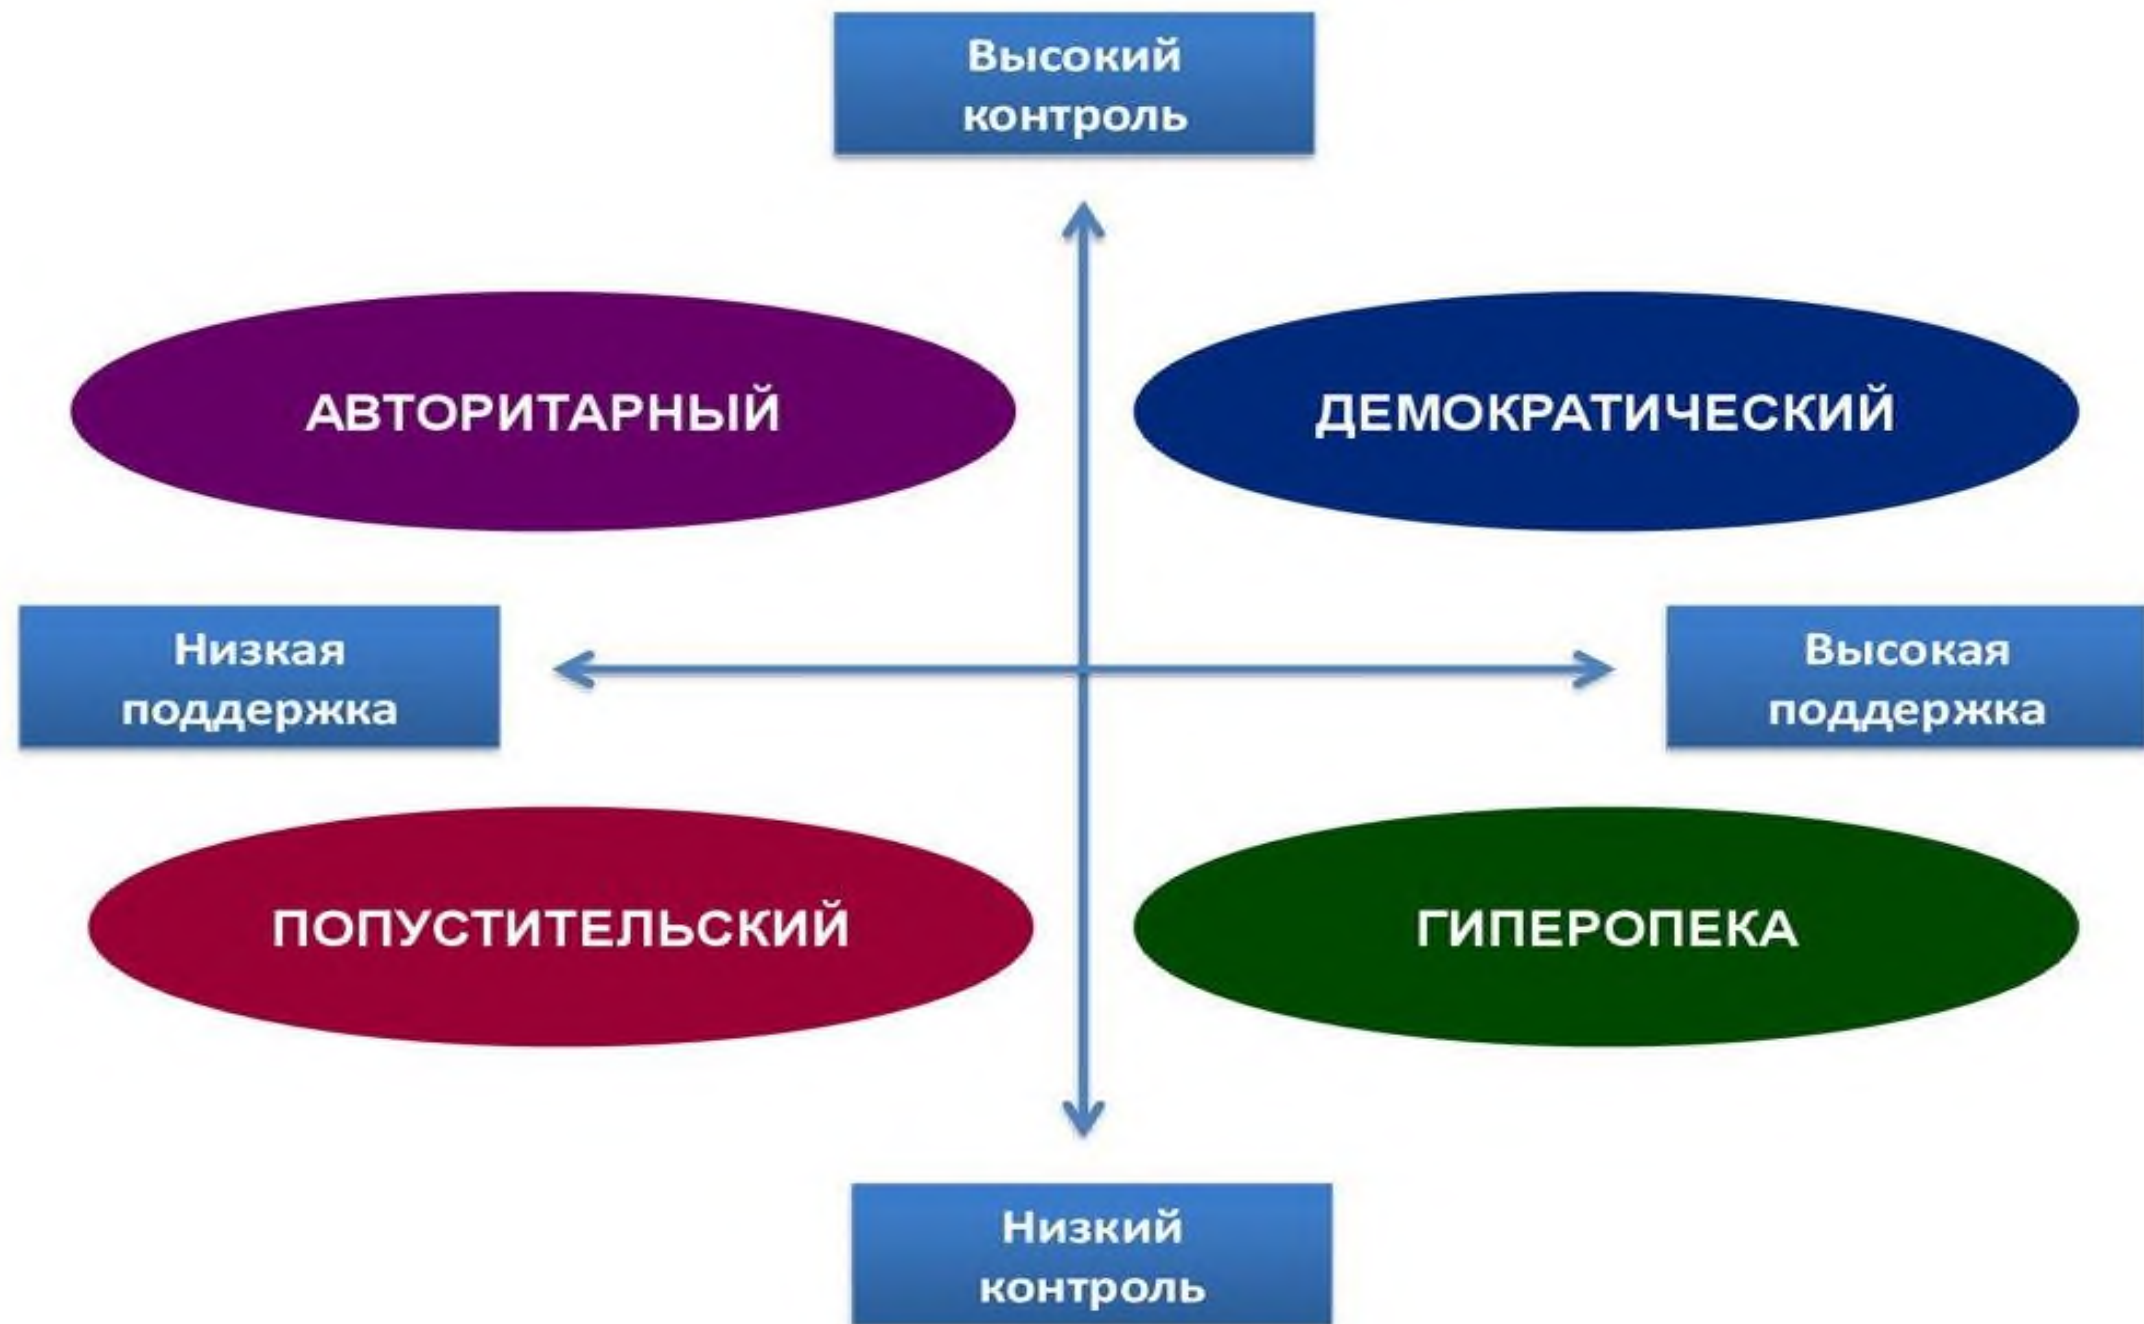 Высокий
контроль
АВТОРИТАРНЫЙ
ДЕМОКРАТИЧЕСКИЙ
Низкая
поддержка
Высокая
поддержка
ПОПУСТИТЕЛЬСКИЙ
ГИПЕРОПЕКА
Низкий
контроль